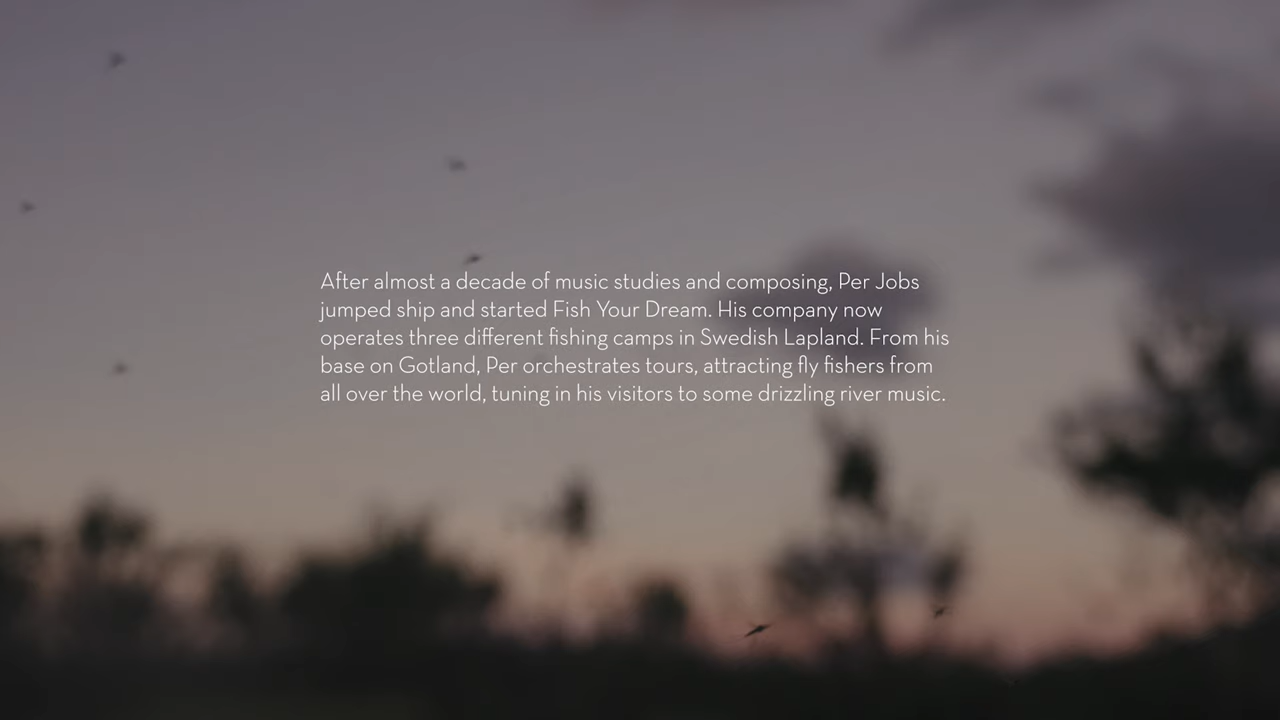 After almost a decade of music studies and composing, Per Jobs
jumped ship and started Fish Your Dream. His company now
operates three different fishing camps in Swedish Lapland. From his
base on Gotland, Per orchestrates tours, attracting fly fishers from
all over the world, tuning in his visitors to some drizzling river music.